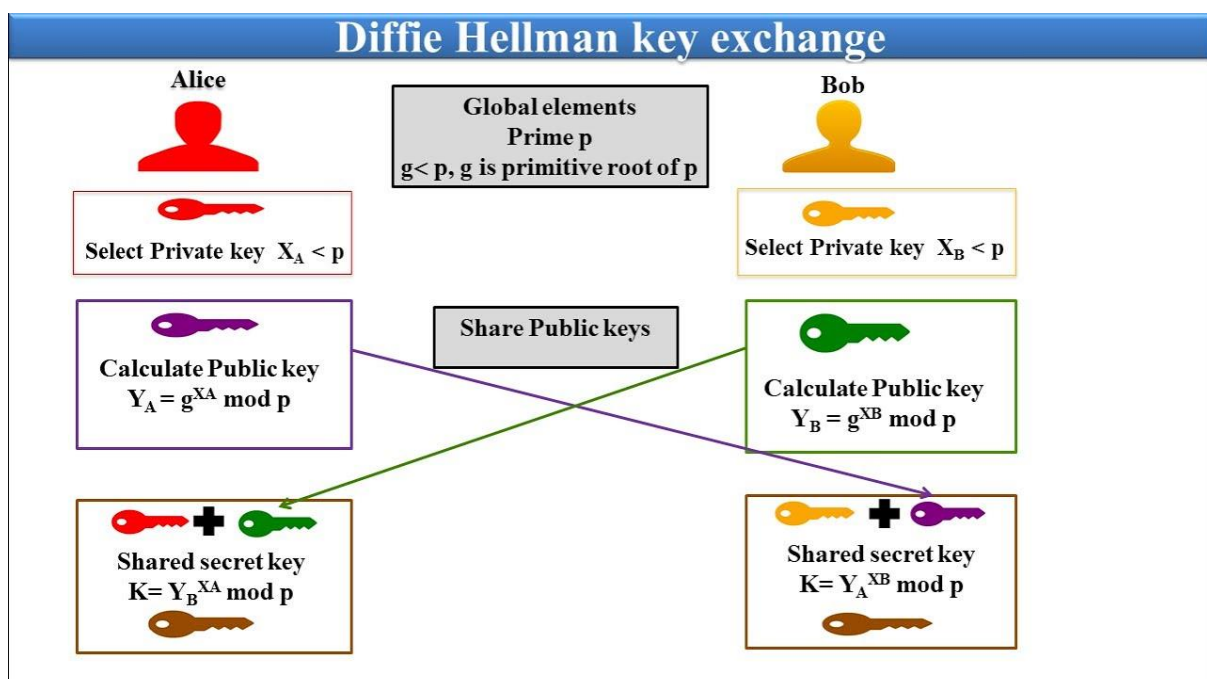 Diffie Hellman key exchange
Alice
Bob
Global elements
Prime p
g< p, g is primitive root of p
Select Private key X_A < p
Select Private key X_B < p
Share Public keys
Calculate Public key
Y_A = g^XA mod p
Calculate Public key
Y_B = g^XB mod p
Shared secret key
K= Y_B^XA mod p
Shared secret key
K= Y_A^XB mod p